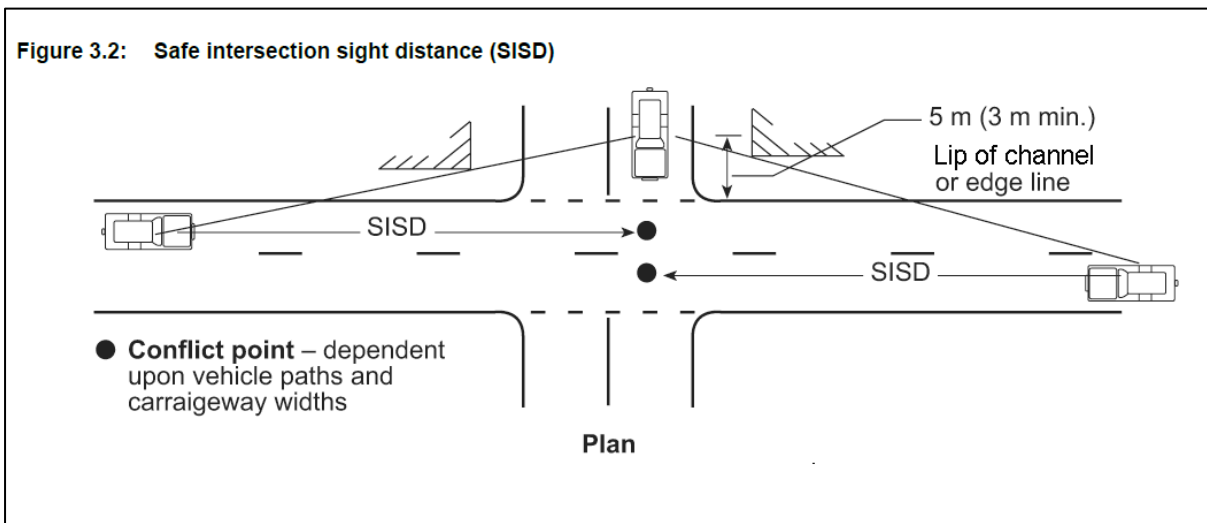 Figure 3.2: Safe intersection sight distance (SISD)
5 m (3 m min.)
Lip of channel
or edge line
SISD
SISD
Conflict point – dependent
upon vehicle paths and
carraigeway widths
Plan